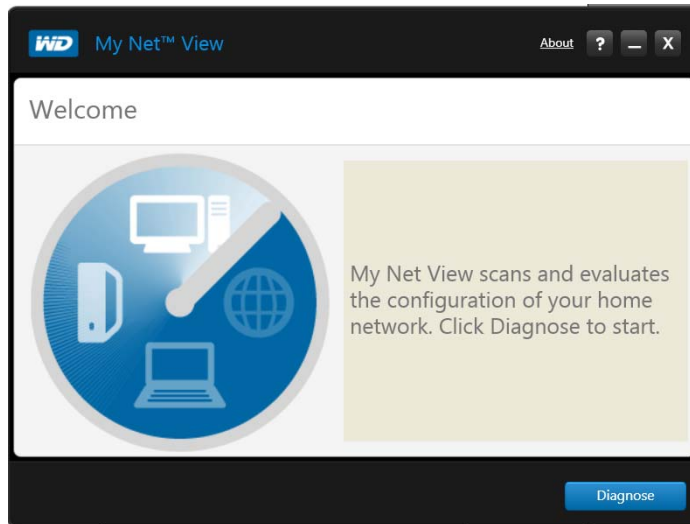 WD My Net™ View About ? _ X
Welcome
My Net View scans and evaluates
the configuration of your home
network. Click Diagnose to start.
Diagnose